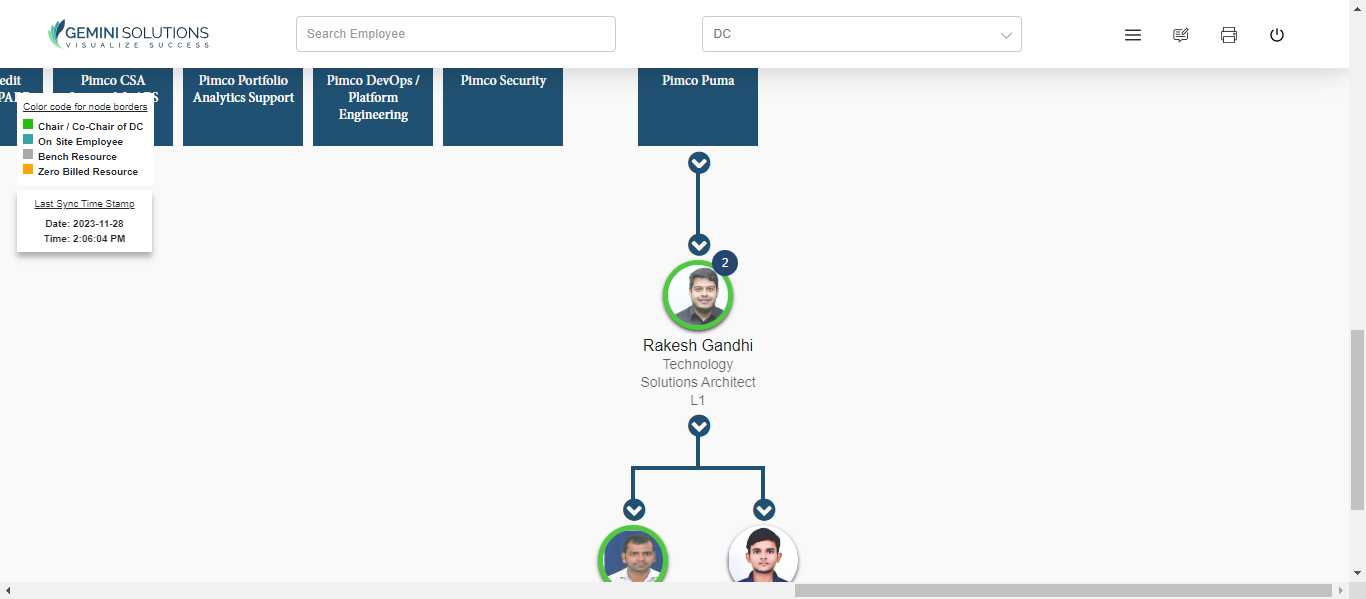 GEMINI SOLUTIONS
VISUALIZE SUCCESS
Search Employee
DC
edit
Pimco CSA
Pimco Portfolio
Analytics Support
Pimco DevOps /
Platform
Engineering
Pimco Security
Pimco Puma
Color code for node borders
Chair / Co-Chair of DC
On Site Employee
Bench Resource
Zero Billed Resource
Last Sync Time Stamp
Date: 2023-11-28
Time: 2:06:04 PM
2
Rakesh Gandhi
Technology
Solutions Architect
L1